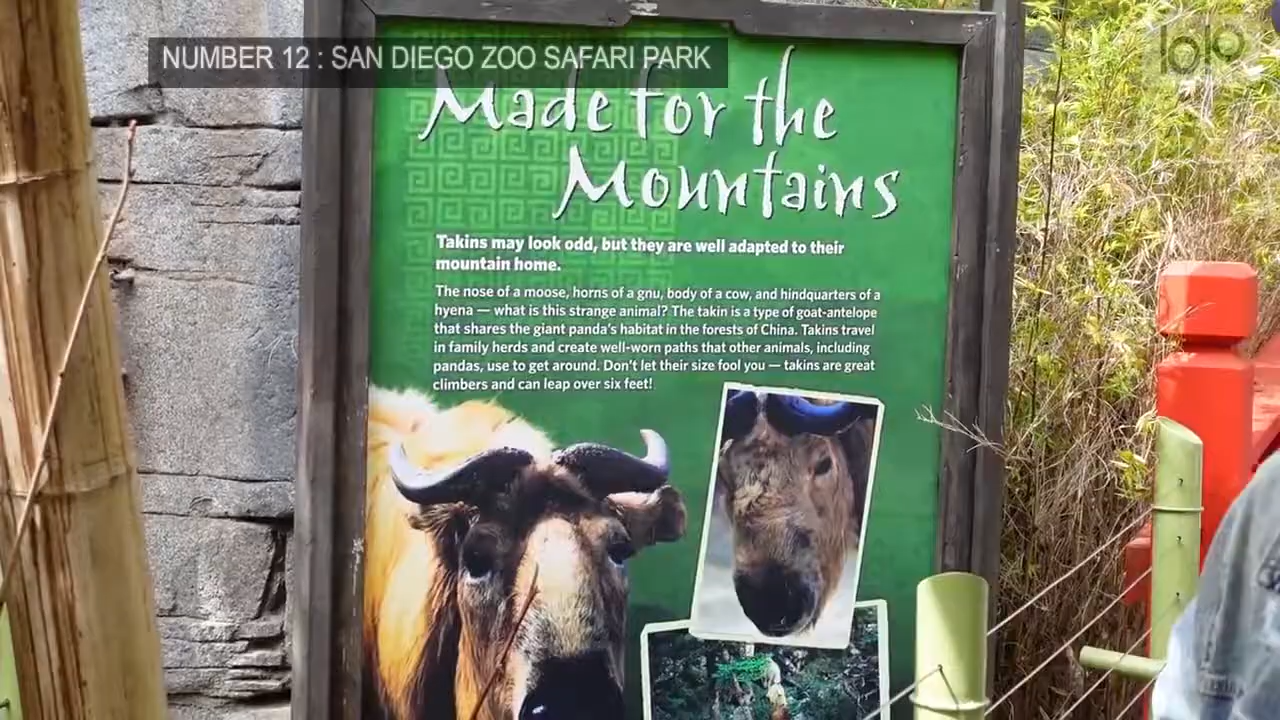 NUMBER 12 : SAN DIEGO ZOO SAFARI PARK
lolo
Made for the
Mountains
Takins may look odd, but they are well adapted to their
mountain home.
The nose of a moose, horns of a gnu, body of a cow, and hindquarters of a
hyena — what is this strange animal? The takin is a type of goat-antelope
that shares the giant panda's habitat in the forests of China. Takins travel
in family herds and create well-worn paths that other animals, including
pandas, use to get around. Don't let their size fool you — takins are great
climbers and can leap over six feet!